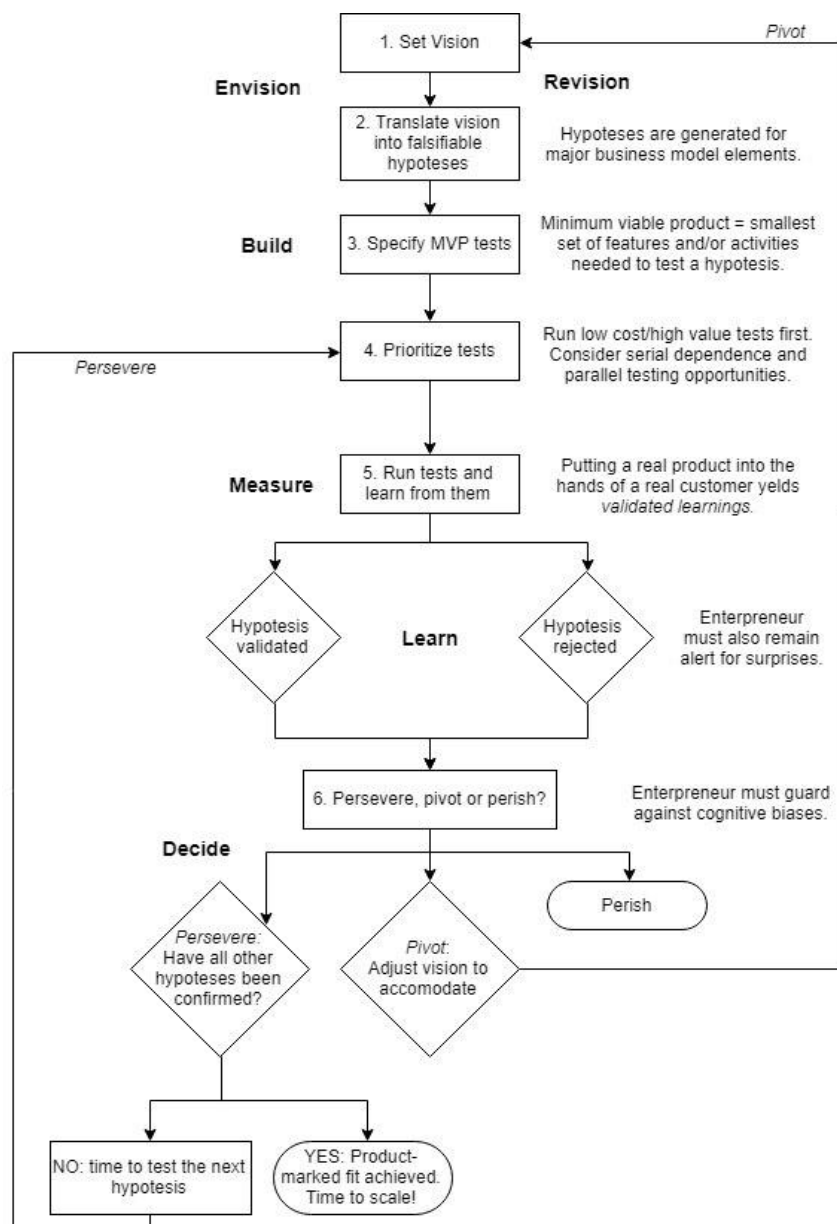 1. Set Vision
Pivot
Envision
Revision
2. Translate vision
into falsifiable
hypoteses
Hypoteses are generated for
major business model elements.
Build
3. Specify MVP tests
Minimum viable product = smallest
set of features and/or activities
needed to test a hypotesis.
Persevere
4. Prioritize tests
Run low cost/high value tests first.
Consider serial dependence and
parallel testing opportunities.
Measure
5. Run tests and
learn from them
Putting a real product into the
hands of a real customer yelds
validated learnings.
Hypotesis
validated
Learn
Hypotesis
rejected
Enterpreneur
must also remain
alert for surprises.
6. Persevere, pivot or perish?
Enterpreneur must guard
against cognitive biases.
Decide
Persevere:
Have all other
hypoteses been
confirmed?
Pivot:
Adjust vision to
accomodate
Perish
NO: time to test the next
hypotesis
YES: Product-
marked fit achieved.
Time to scale!